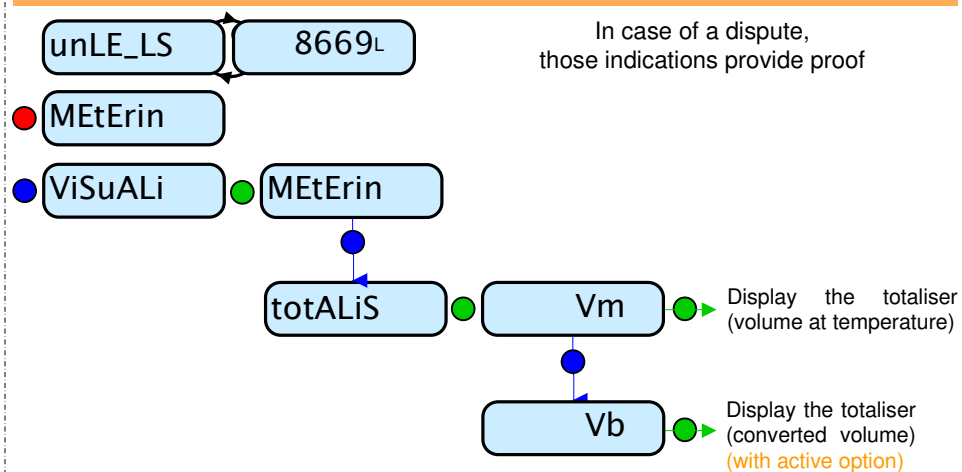 unLE_LS
8669L
In case of a dispute,
those indications provide proof
MEtErin
ViSuALi
MEtErin
totALiS
Vm
Display the totaliser
(volume at temperature)
Vb
Display the totaliser
(converted volume)
(with active option)